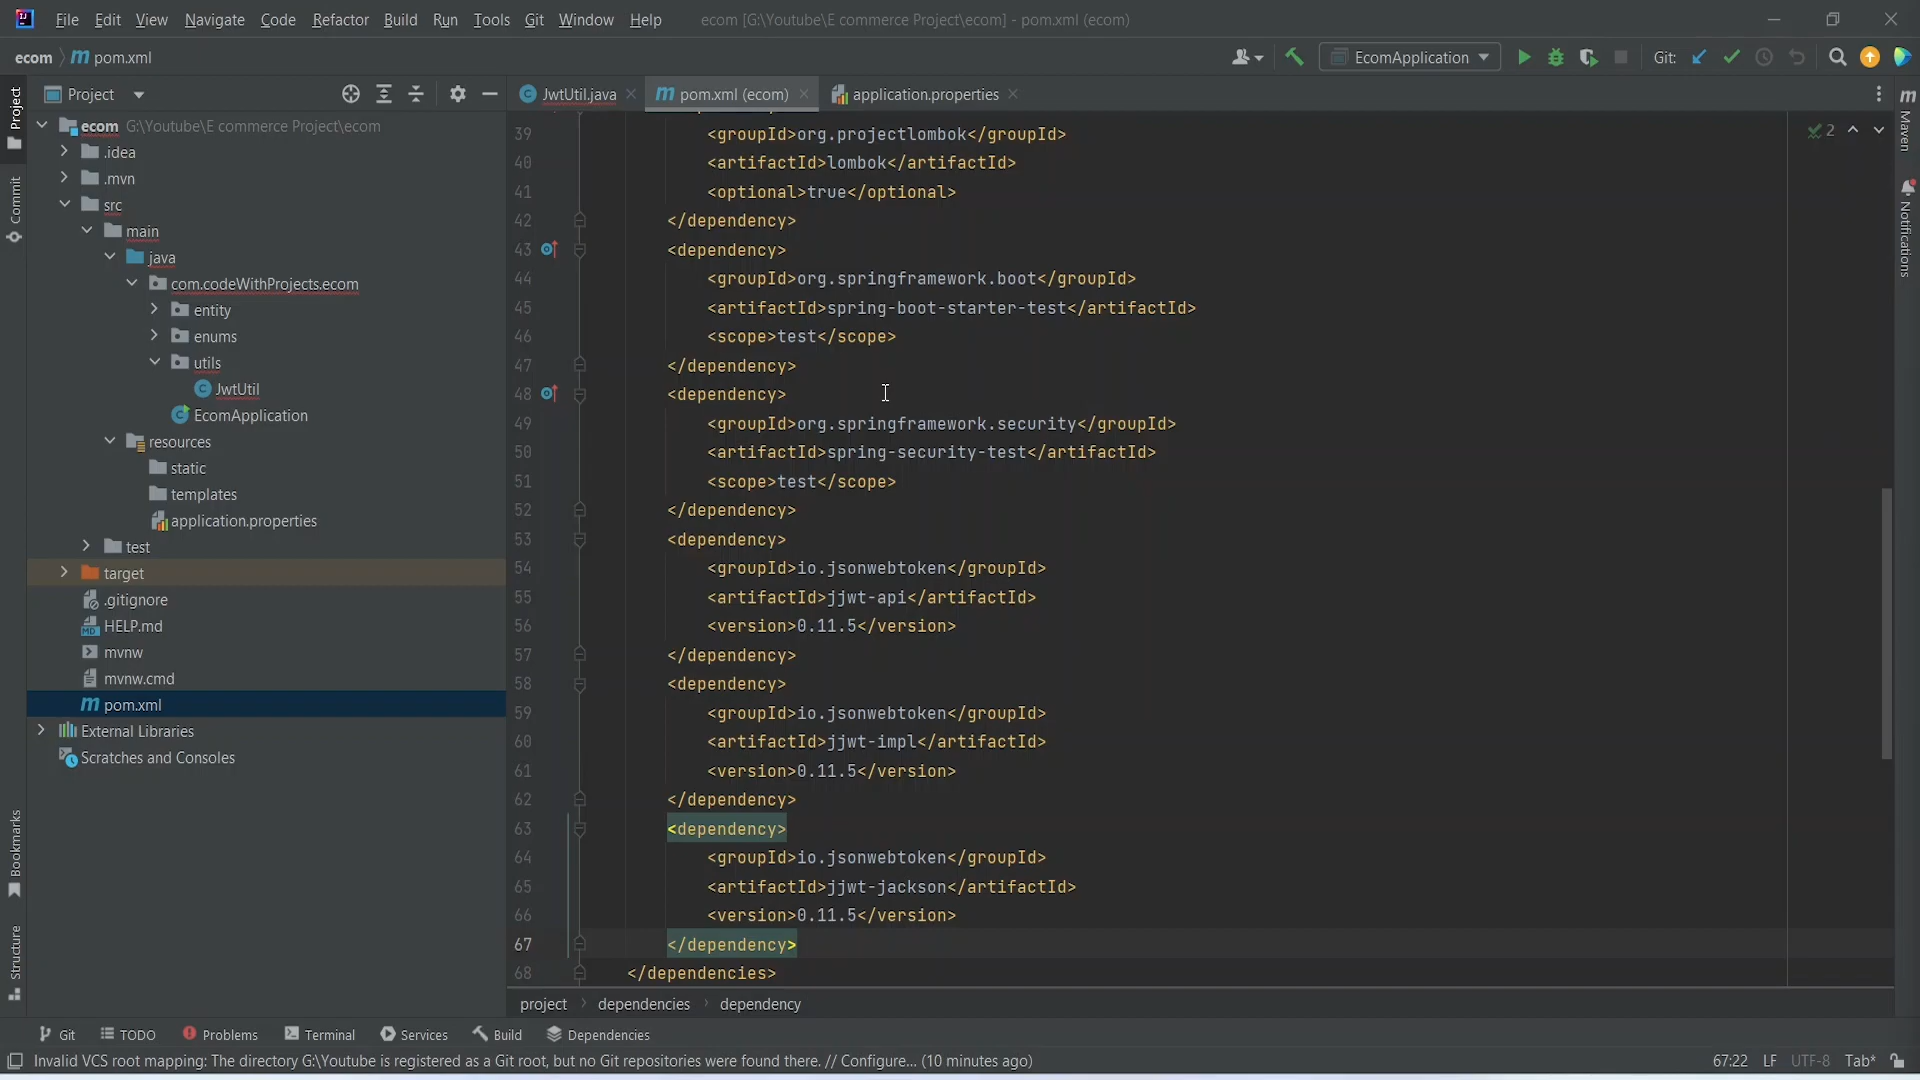 File Edit View Navigate Code Refactor Build Run Tools Git Window Help ecom [G:\Youtube\E commerce Project\ecom] - pom.xml (ecom)
ecom pom.xml EcomApplication Git:
Project
Project
Commit
Bookmarks
Structure
ecom G:\Youtube\E commerce Project\ecom
.idea
.mvn
src
main
java
com.codeWithProjects.ecom
entity
enums
utils
JwtUtil
EcomApplication
resources
static
templates
application.properties
test
target
.gitignore
HELP.md
mvnw
mvnw.cmd
pom.xml
External Libraries
Scratches and Consoles
JwtUtil.java pom.xml (ecom) application.properties
2
39 <groupId>org.projectlombok</groupId>
40 <artifactId>lombok</artifactId>
41 <optional>true</optional>
42 </dependency>
43 <dependency>
44 <groupId>org.springframework.boot</groupId>
45 <artifactId>spring-boot-starter-test</artifactId>
46 <scope>test</scope>
47 </dependency>
48 <dependency>
49 <groupId>org.springframework.security</groupId>
50 <artifactId>spring-security-test</artifactId>
51 <scope>test</scope>
52 </dependency>
53 <dependency>
54 <groupId>io.jsonwebtoken</groupId>
55 <artifactId>jjwt-api</artifactId>
56 <version>0.11.5</version>
57 </dependency>
58 <dependency>
59 <groupId>io.jsonwebtoken</groupId>
60 <artifactId>jjwt-impl</artifactId>
61 <version>0.11.5</version>
62 </dependency>
63 <dependency>
64 <groupId>io.jsonwebtoken</groupId>
65 <artifactId>jjwt-jackson</artifactId>
66 <version>0.11.5</version>
67 </dependency>
68 </dependencies>
project dependencies dependency
Maven
Notifications
Git TODO Problems Terminal Services Build Dependencies
Invalid VCS root mapping: The directory G:\Youtube is registered as a Git root, but no Git repositories were found there. // Configure... (10 minutes ago) 67:22 LF UTF-8 Tab*